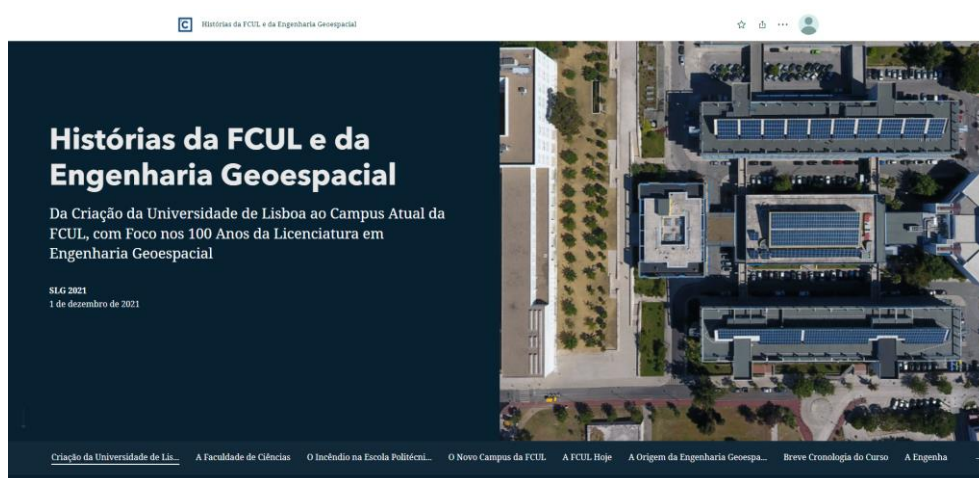 C
Histórias da FCUL e da Engenharia Geoespacial
Histórias da FCUL e da
Engenharia Geoespacial
Da Criação da Universidade de Lisboa ao Campus Atual da
FCUL, com Foco nos 100 Anos da Licenciatura em
Engenharia Geoespacial
SLG 2021
1 de dezembro de 2021
Criação da Universidade de Lis... A Faculdade de Ciências O Incêndio na Escola Politécni... O Novo Campus da FCUL A FCUL Hoje A Origem da Engenharia Geoespa... Breve Cronologia do Curso A Engenha